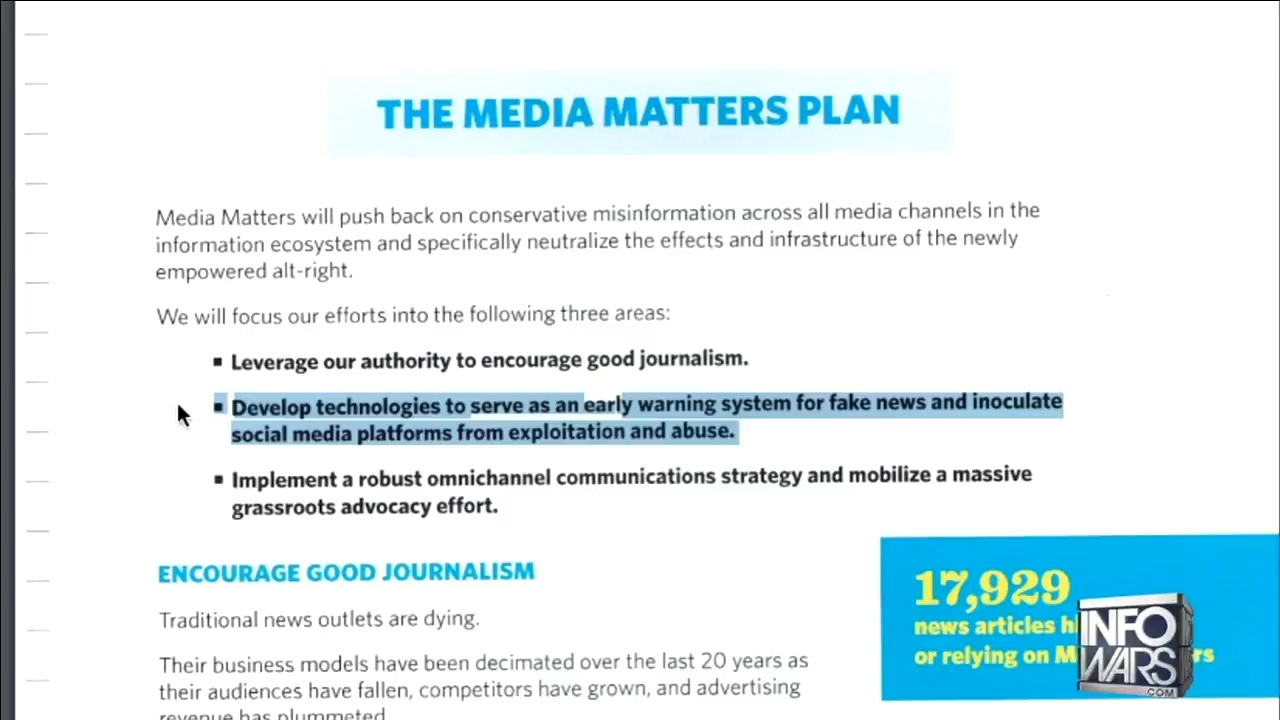 THE MEDIA MATTERS PLAN
Media Matters will push back on conservative misinformation across all media channels in the
information ecosystem and specifically neutralize the effects and infrastructure of the newly
empowered alt-right.
We will focus our efforts into the following three areas:
▪ Leverage our authority to encourage good journalism.
▪ Develop technologies to serve as an early warning system for fake news and inoculate
social media platforms from exploitation and abuse.
▪ Implement a robust omnichannel communications strategy and mobilize a massive
grassroots advocacy effort.
ENCOURAGE GOOD JOURNALISM
Traditional news outlets are dying.
Their business models have been decimated over the last 20 years as
their audiences have fallen, competitors have grown, and advertising
revenue has plummeted
17,929
news articles
or relying on
INFO
WARS
.COM